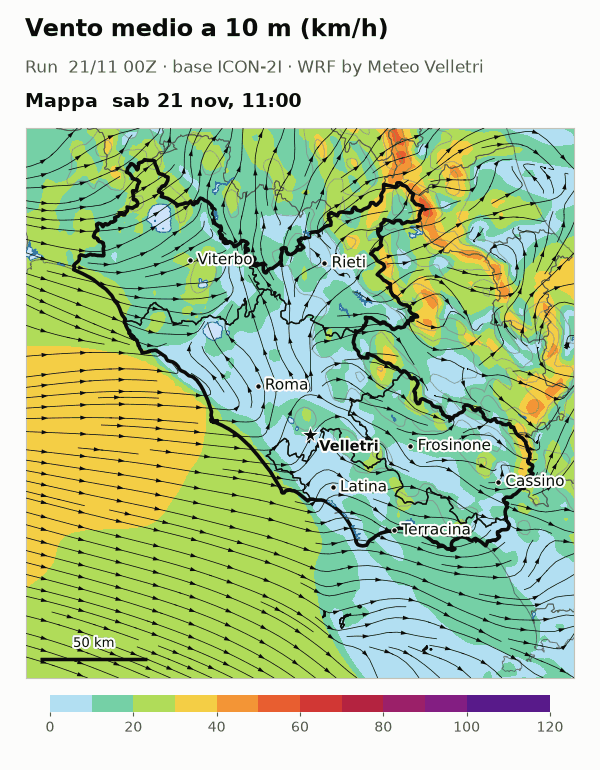 Vento medio a 10 m (km/h)
Run 21/11 00Z · base ICON-2I · WRF by Meteo Velletri
Mappa sab 21 nov, 11:00
Viterbo
Rieti
Roma
Velletri
Frosinone
Latina
Cassino
Terracina
50 km
0 20 40 60 80 100 120